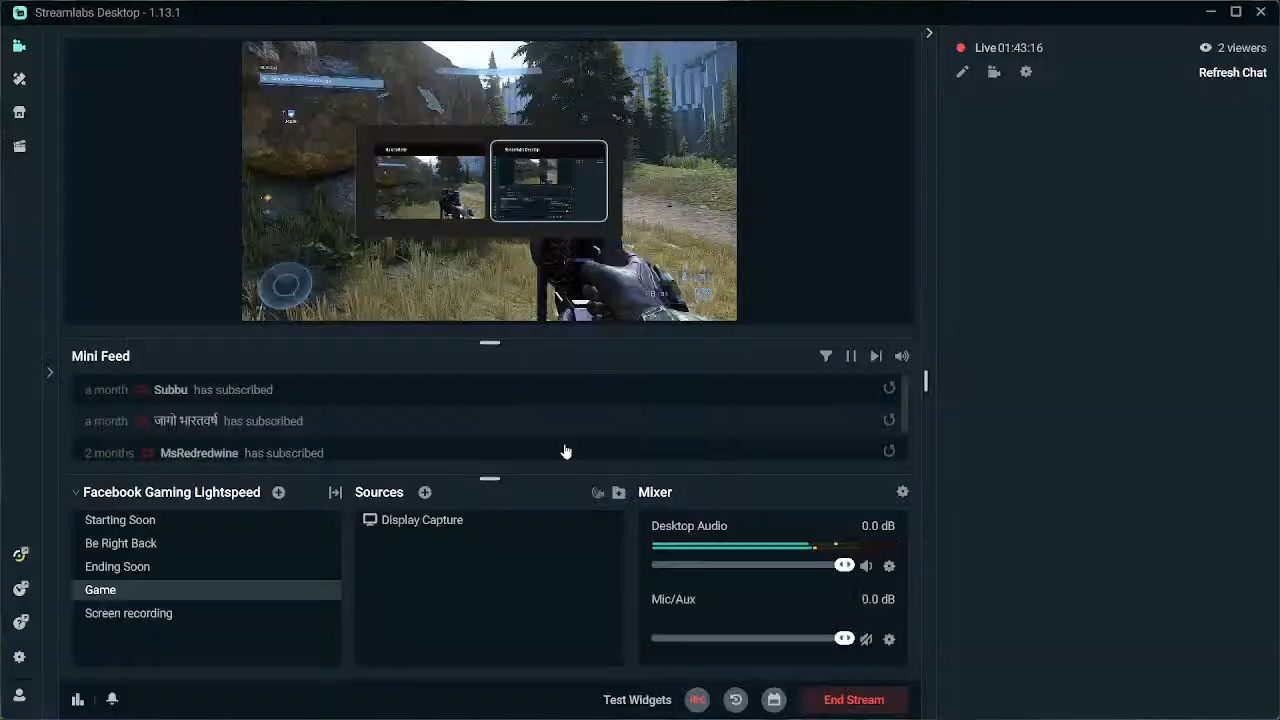 Streamlabs Desktop - 1.13.1
Live 01:43:16
2 viewers
Refresh Chat
Streamlabs Desktop
Mini Feed
a month Subbu has subscribed
a month जागो भारतवर्ष has subscribed
2 months MsRedredwine has subscribed
Facebook Gaming Lightspeed
Starting Soon
Be Right Back
Ending Soon
Game
Screen recording
Sources
Display Capture
Mixer
Desktop Audio 0.0 dB
Mic/Aux 0.0 dB
Test Widgets
REC
End Stream